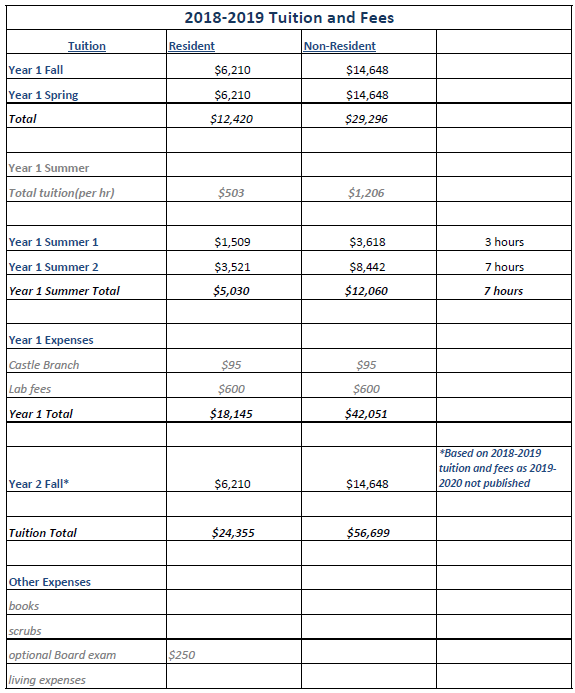 2018-2019 Tuition and Fees
Tuition Resident Non-Resident
Year 1 Fall $6,210 $14,648
Year 1 Spring $6,210 $14,648
Total $12,420 $29,296
Year 1 Summer
Total tuition(per hr) $503 $1,206
Year 1 Summer 1 $1,509 $3,618 3 hours
Year 1 Summer 2 $3,521 $8,442 7 hours
Year 1 Summer Total $5,030 $12,060 7 hours
Year 1 Expenses
Castle Branch $95 $95
Lab fees $600 $600
Year 1 Total $18,145 $42,051
*Based on 2018-2019
tuition and fees as 2019-
Year 2 Fall* $6,210 $14,648 2020 not published
Tuition Total $24,355 $56,699
Other Expenses
books
scrubs
optional Board exam $250
living expenses